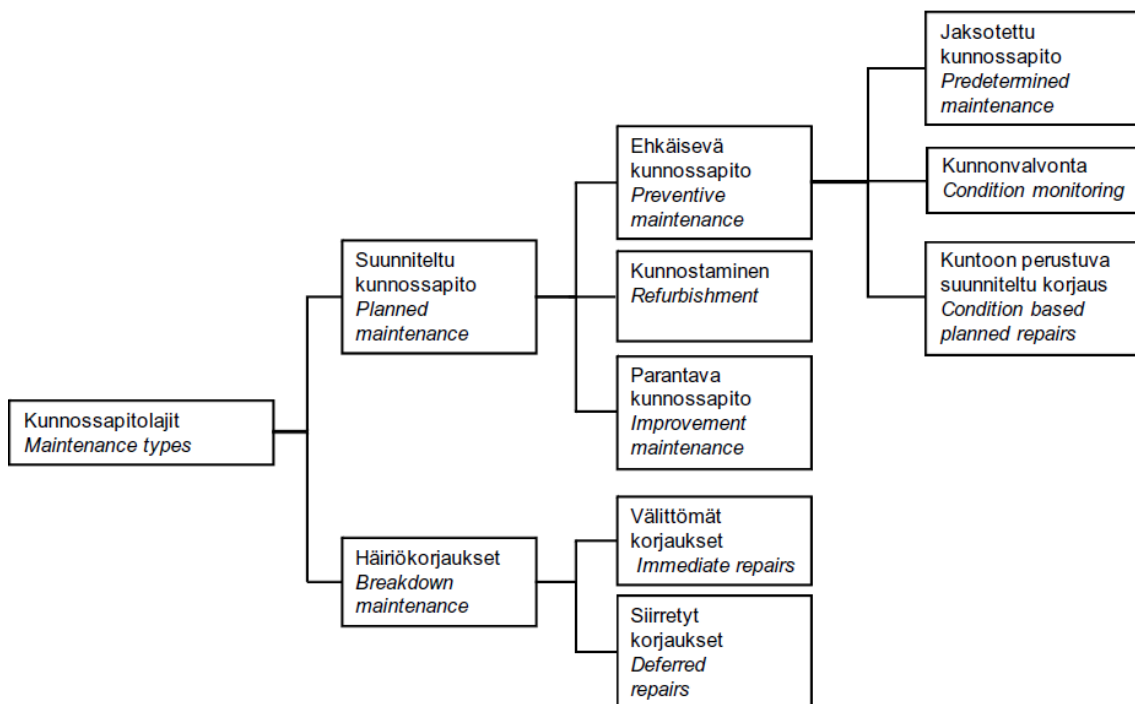 Kunnossapitolajit
Maintenance types
Suunniteltu
kunnossapito
Planned
maintenance
Häiriökorjaukset
Breakdown
maintenance
Ehkäisevä
kunnossapito
Preventive
maintenance
Kunnostaminen
Refurbishment
Parantava
kunnossapito
Improvement
maintenance
Välittömät
korjaukset
Immediate repairs
Siirretyt
korjaukset
Deferred
repairs
Jaksotettu
kunnossapito
Predetermined
maintenance
Kunnonvalvonta
Condition monitoring
Kuntoon perustuva
suunniteltu korjaus
Condition based
planned repairs